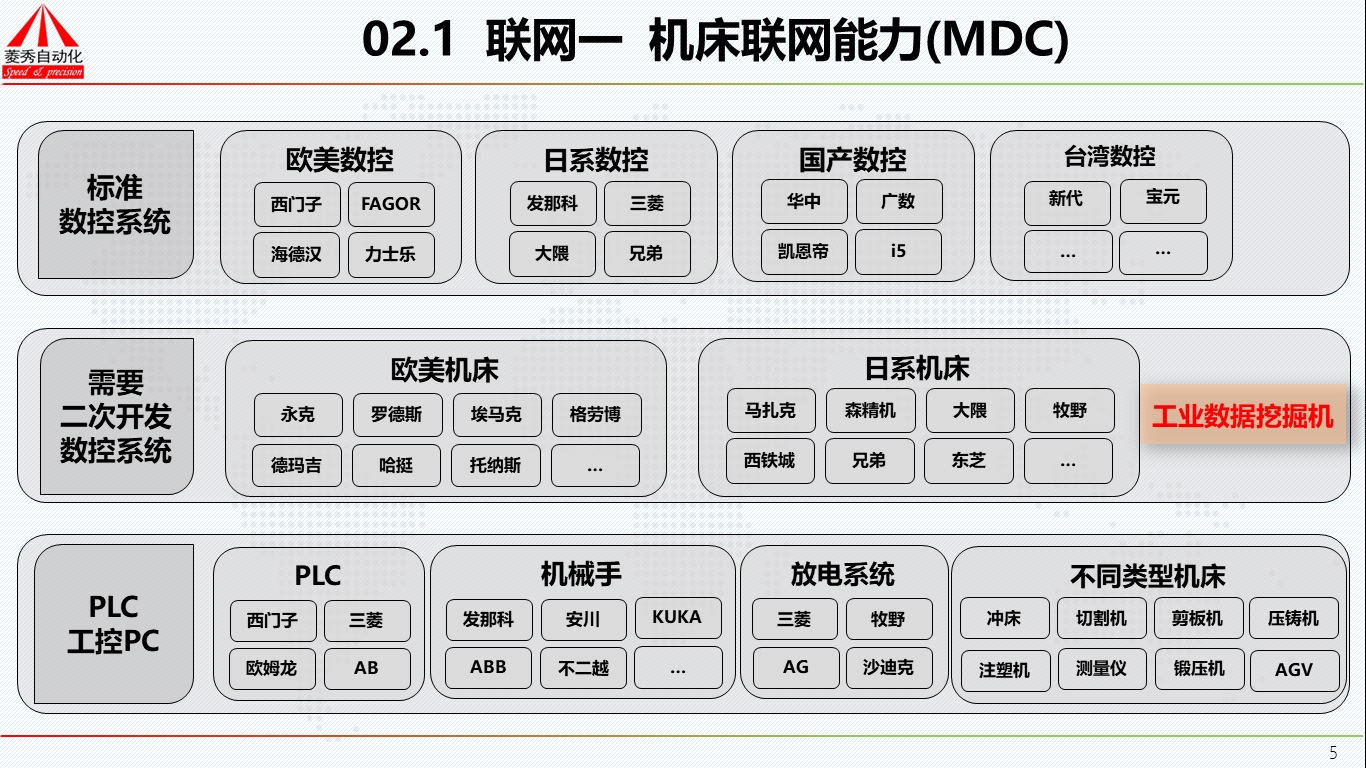 菱秀自动化
Speed & precision
02.1 联网一 机床联网能力(MDC)
标准
数控系统
欧美数控
西门子
FAGOR
海德汉
力士乐
日系数控
发那科
三菱
大隈
兄弟
国产数控
华中
广数
凯恩帝
i5
台湾数控
新代
宝元
...
...
需要
二次开发
数控系统
欧美机床
永克
罗德斯
埃马克
格劳博
德玛吉
哈挺
托纳斯
...
日系机床
马扎克
森精机
大隈
牧野
西铁城
兄弟
东芝
...
工业数据挖掘机
PLC
工控PC
PLC
西门子
三菱
欧姆龙
AB
机械手
发那科
安川
KUKA
ABB
不二越
...
放电系统
三菱
牧野
AG
沙迪克
不同类型机床
冲床
切割机
剪板机
压铸机
注塑机
测量仪
锻压机
AGV
5